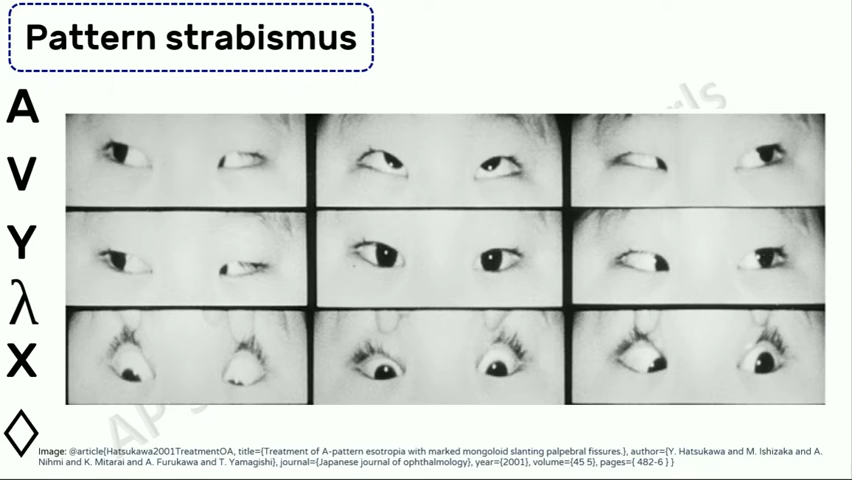 Pattern strabismus
A
V
Y
λ
X
◊
Image: @article{Hatsukawa2001TreatmentOA, title={Treatment of A-pattern esotropia with marked mongoloid slanting palpebral fissures.}, author={Y. Hatsukawa and M. Ishizaka and A.
Nihmi and K. Mitarai and A. Furukawa and T. Yamagishi}, journal={Japanese journal of ophthalmology}, year={2001}, volume={45 5}, pages={ 482-6 } }